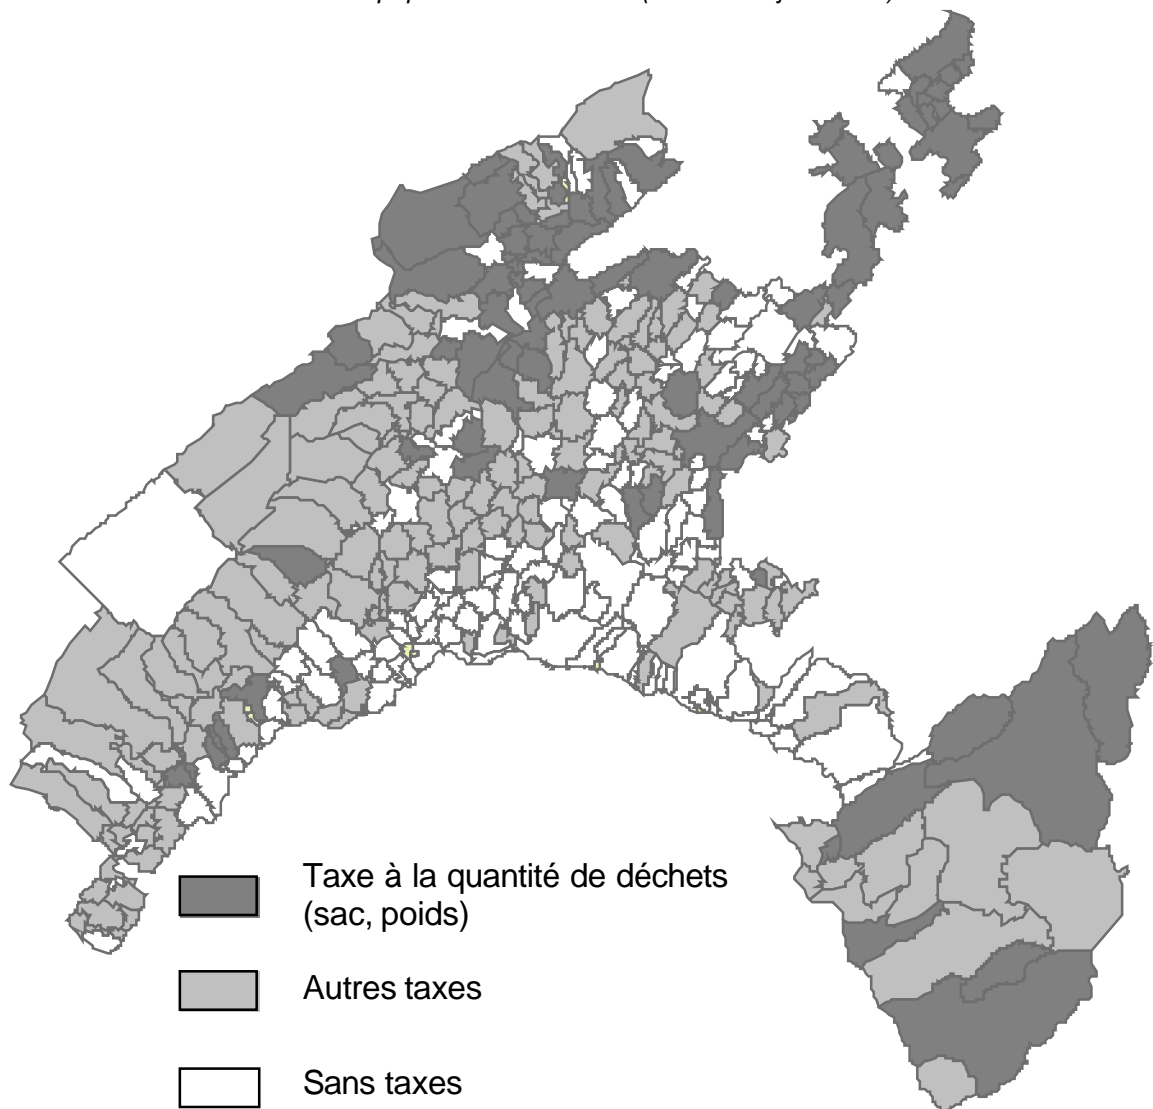 Taxe à la quantité de déchets
(sac, poids)
Autres taxes
Sans taxes